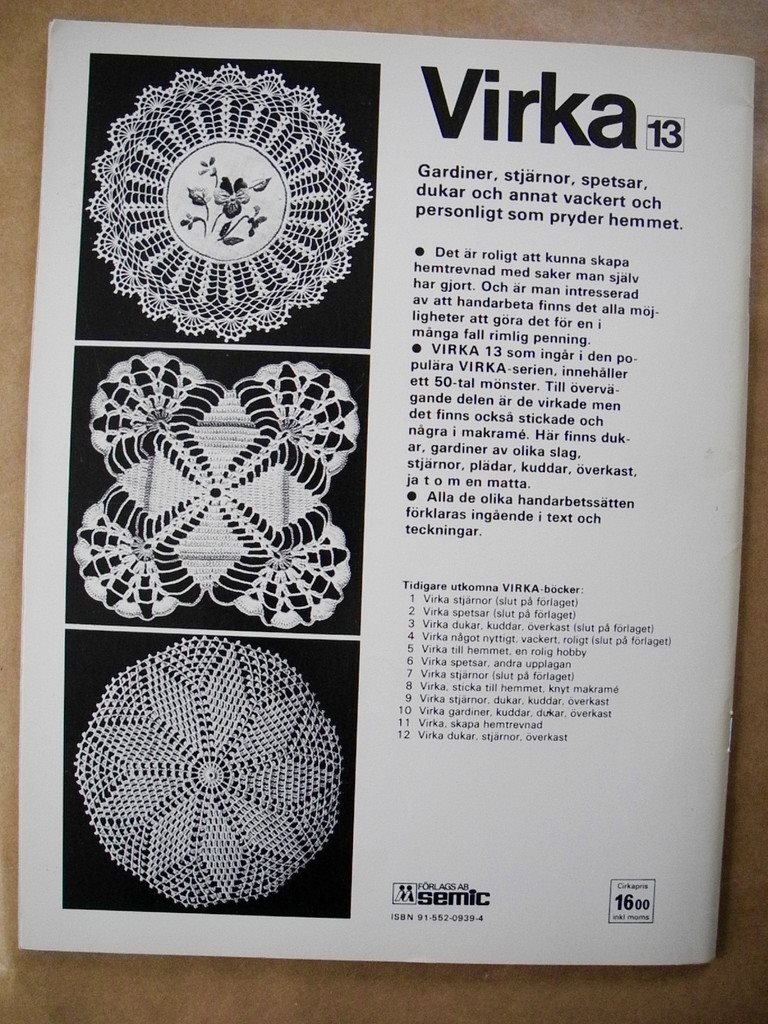 Virka 13
Gardiner, stjärnor, spetsar,
dukar och annat vackert och
personligt som pryder hemmet.
● Det är roligt att kunna skapa
hemtrevnad med saker man själv
har gjort. Och är man intresserad
av att handarbeta finns det alla möj-
ligheter att göra det för en i
många fall rimlig penning.
● VIRKA 13 som ingår i den po-
pulära VIRKA-serien, innehåller
ett 50-tal mönster. Till övervä-
gande delen är de virkade men
det finns också stickade och
några i makramé. Här finns duk-
ar, gardiner av olika slag,
stjärnor, plädar, kuddar, överkast,
ja t o m en matta.
● Alla de olika handarbetssätten
förklaras ingående i text och
teckningar.
Tidigare utkomna VIRKA-böcker:
1 Virka stjärnor (slut på förlaget)
2 Virka spetsar (slut på förlaget)
3 Virka dukar, kuddar, överkast (slut på förlaget)
4 Virka något nyttigt, vackert, roligt (slut på förlaget)
5 Virka till hemmet, en rolig hobby
6 Virka spetsar, andra upplagan
7 Virka stjärnor (slut på förlaget)
8 Virka, sticka till hemmet, knyt makramé
9 Virka stjärnor, dukar, kuddar, överkast
10 Virka gardiner, kuddar, dukar, överkast
11 Virka, skapa hemtrevnad
12 Virka dukar, stjärnor, överkast
FÖRLAGS AB
semic
ISBN 91-552-0939-4
Cirkapris
16 00
inkl moms